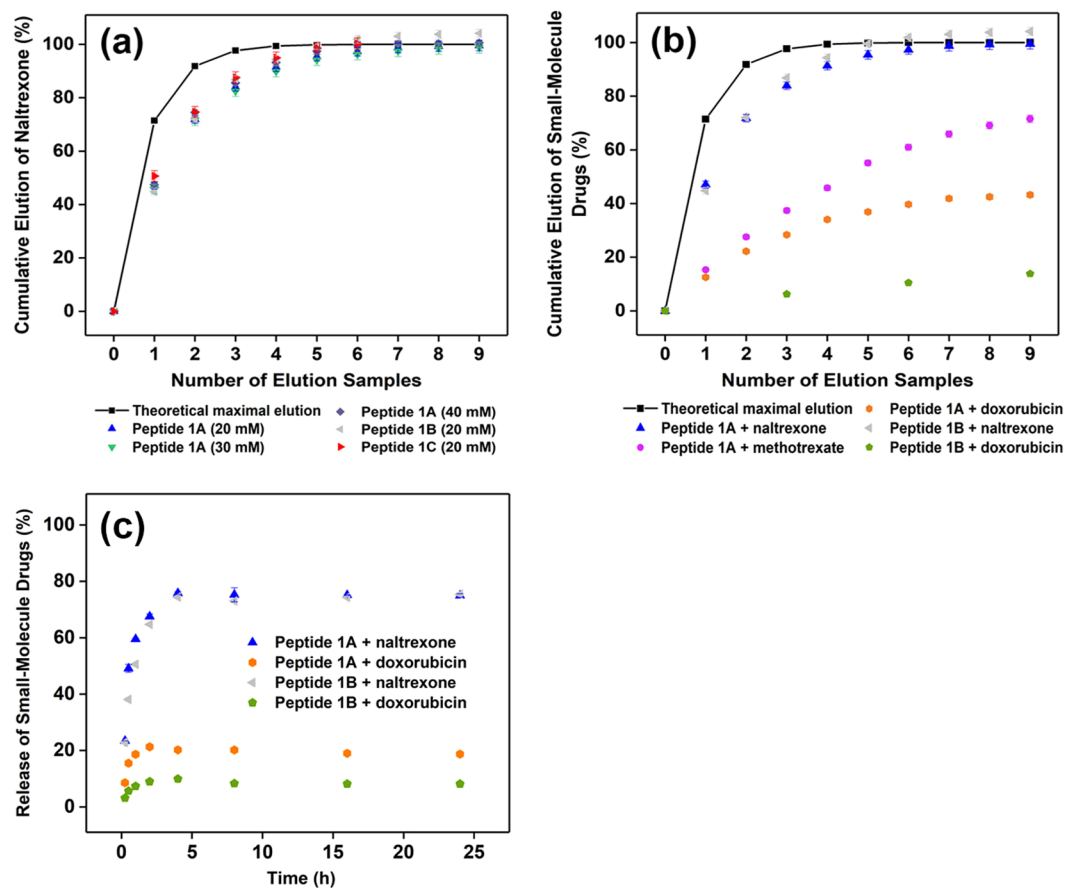 (a)
Cumulative Elution of Naltrexone (%)
100
80
60
40
20
0
0 1 2 3 4 5 6 7 8 9
Number of Elution Samples
Theoretical maximal elution
Peptide 1A (20 mM)
Peptide 1A (30 mM)
Peptide 1A (40 mM)
Peptide 1B (20 mM)
Peptide 1C (20 mM)
(b)
Cumulative Elution of Small-Molecule
Drugs (%)
100
80
60
40
20
0
0 1 2 3 4 5 6 7 8 9
Number of Elution Samples
Theoretical maximal elution
Peptide 1A + naltrexone
Peptide 1A + methotrexate
Peptide 1A + doxorubicin
Peptide 1B + naltrexone
Peptide 1B + doxorubicin
(c)
Release of Small-Molecule Drugs (%)
100
80
60
40
20
0
Peptide 1A + naltrexone
Peptide 1A + doxorubicin
Peptide 1B + naltrexone
Peptide 1B + doxorubicin
0 5 10 15 20 25
Time (h)